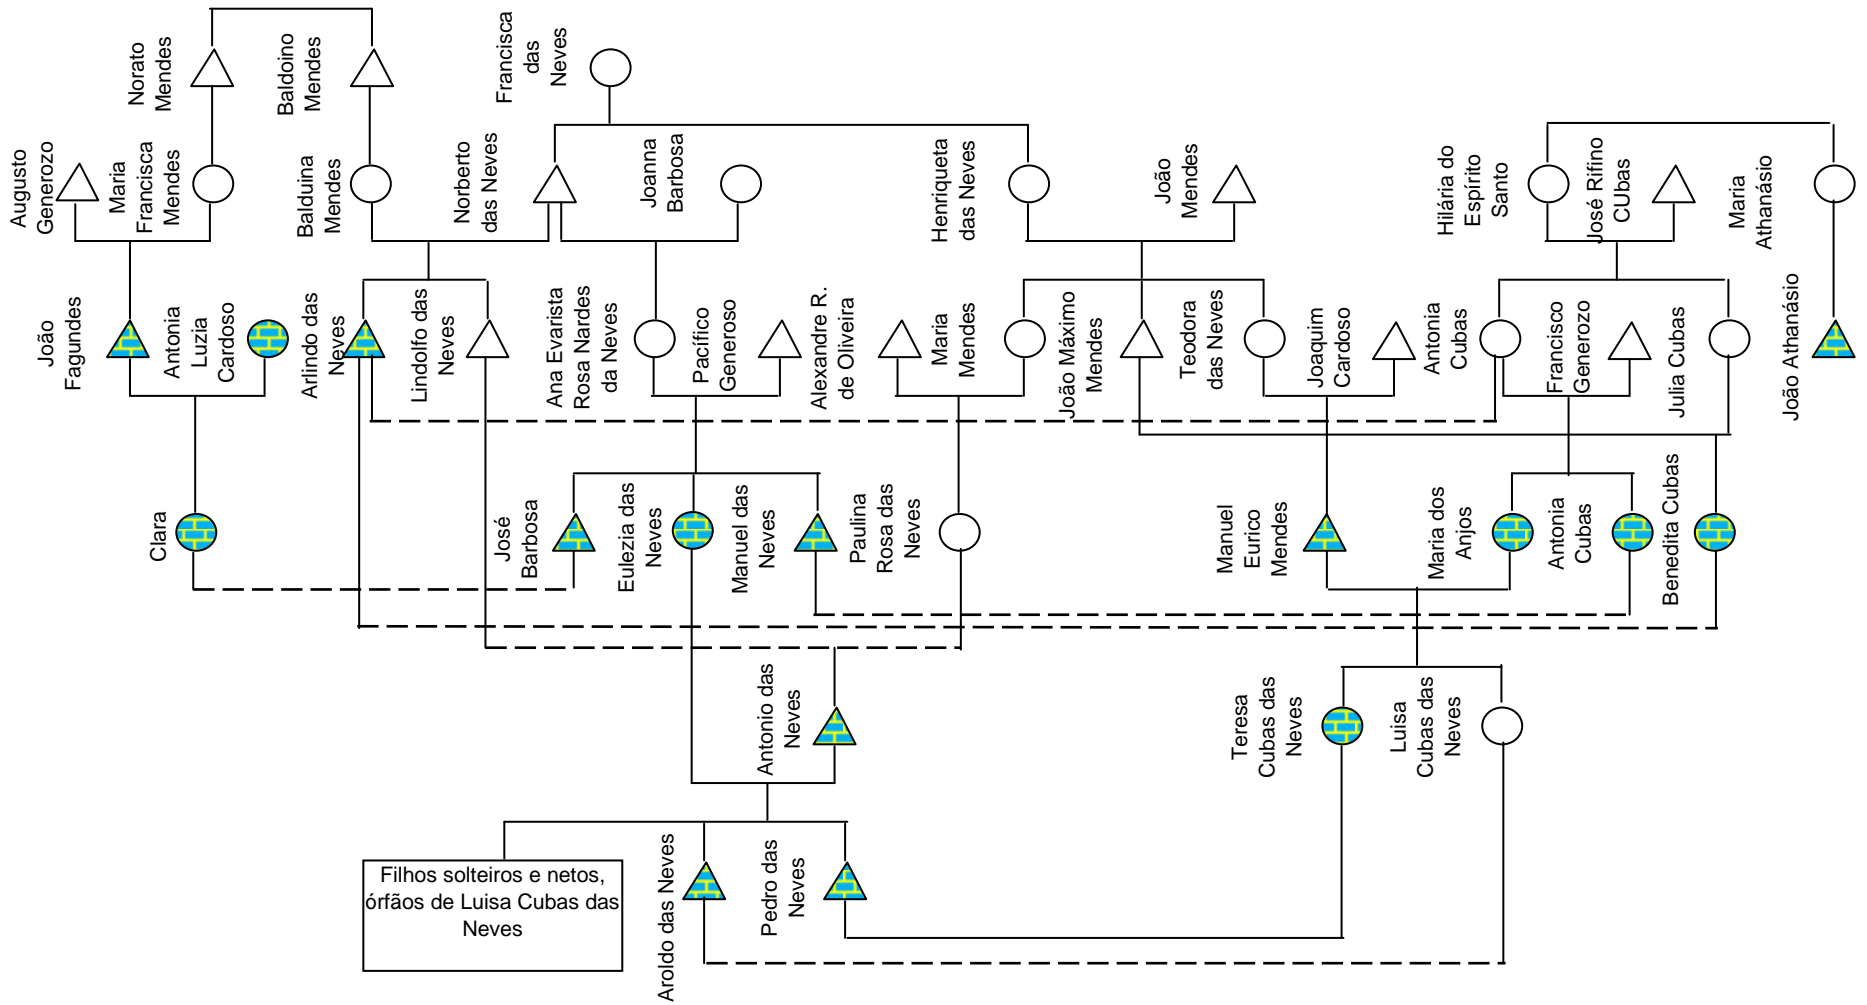 Norato
Mendes
Baldoino
Mendes
Francisca
das
Neves
Augusto
Generozo
Maria
Francisca
Mendes
Balduina
Mendes
Norberto
das Neves
Joanna
Barbosa
Henriqueta
das Neves
João
Mendes
Hilária do
Espírito
Santo
José Rifino
CUbas
Maria
Athanásio
João
Fagundes
Antonia
Luzia
Cardoso
Arlindo das
Neves
Lindolfo das
Neves
Ana Evarista
Rosa Nardes
da Neves
Pacífico
Generoso
Alexandre R.
de Oliveira
Maria
Mendes
João Máximo
Mendes
Teodora
das Neves
Joaquim
Cardoso
Antonia
Cubas
Francisco
Generozo
Julia Cubas
João Athanásio
Clara
José
Barbosa
Eulezia das
Neves
Manuel das
Neves
Paulina
Rosa das
Neves
Manuel
Eurico
Mendes
Maria dos
Anjos
Antonia
Cubas
Benedita Cubas
Antonio das
Neves
Teresa
Cubas das
Neves
Luisa
Cubas das
Neves
Filhos solteiros e netos,
órfãos de Luisa Cubas das
Neves
Aroldo das Neves
Pedro das
Neves